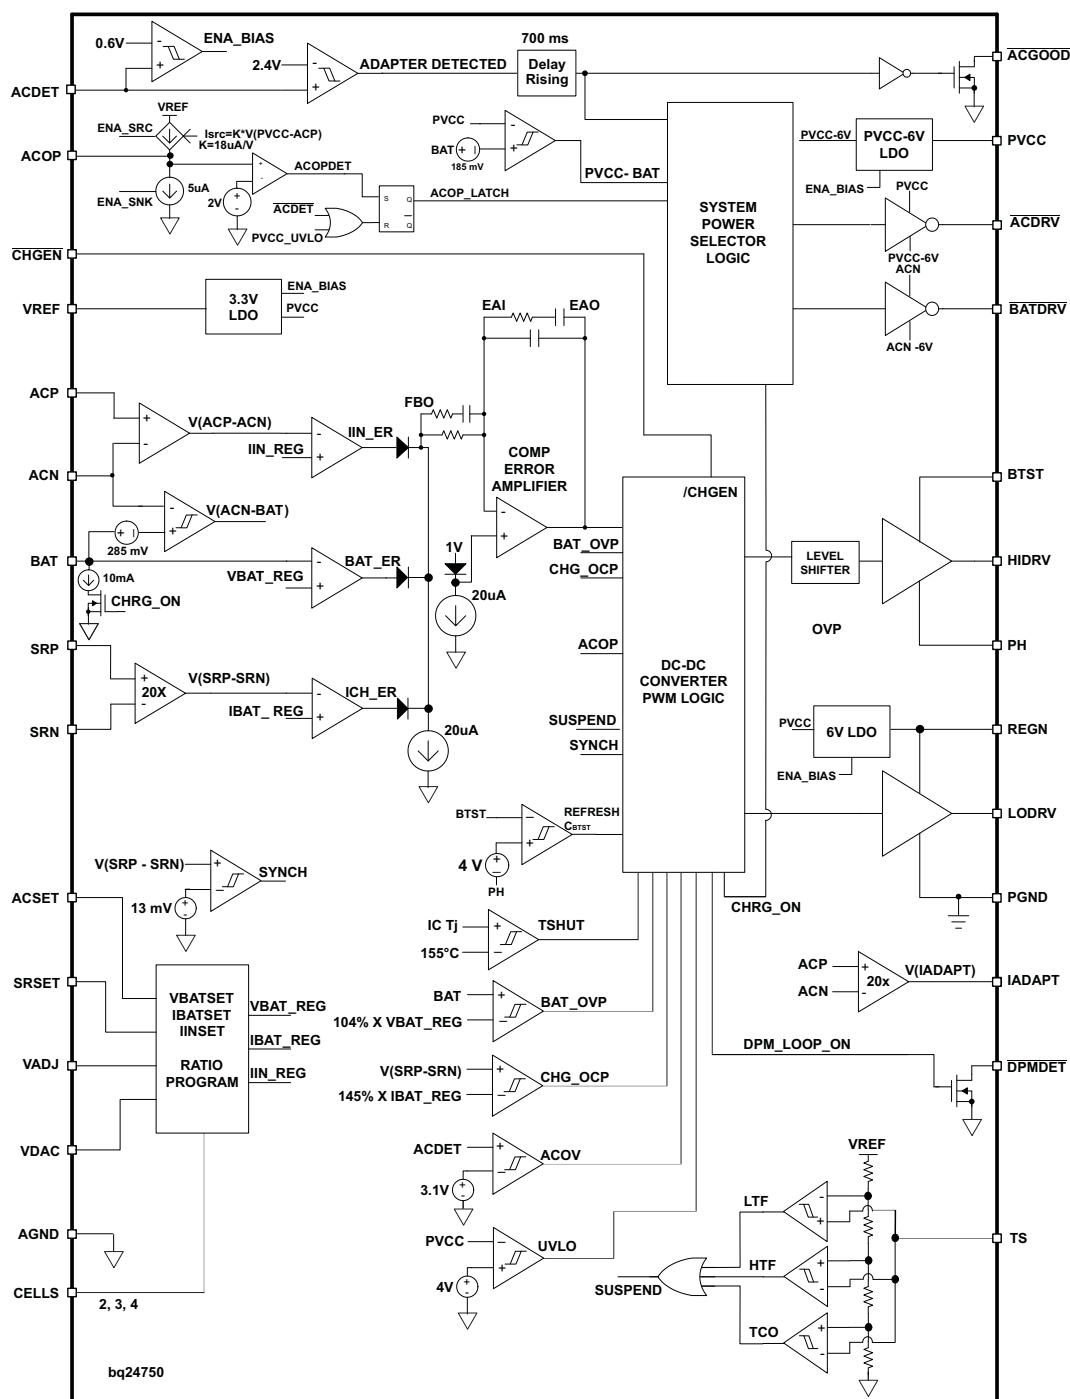 0.6V
ENA_BIAS
2.4V
ADAPTER DETECTED
700 ms
Delay
Rising
ACGOOD
ACDET
VREF
ENA_SRC
Isrc=K*V(PVCC-ACP)
K=18uA/V
ACOP
ENA_SNK
5uA
2V
ACOPDET
ACDET
PVCC_UVLO
S
Q
R
Q
ACOP_LATCH
PVCC
BAT
185 mV
PVCC- BAT
SYSTEM
POWER
SELECTOR
LOGIC
PVCC-6V
PVCC-6V
LDO
PVCC
ENA_BIAS
PVCC
ACDRV
PVCC-6V
ACN
BATDRV
ACN -6V
CHGEN
VREF
3.3V
LDO
ENA_BIAS
PVCC
EAI
EAO
ACP
V(ACP-ACN)
IIN_REG
IIN_ER
FBO
COMP
ERROR
AMPLIFIER
ACN
V(ACN-BAT)
285 mV
BAT
10mA
CHRG_ON
VBAT_REG
BAT_ER
1V
20uA
/CHGEN
BAT_OVP
CHG_OCP
ACOP
DC-DC
CONVERTER
PWM LOGIC
SUSPEND
SYNCH
LEVEL
SHIFTER
OVP
BTST
HIDRV
PH
SRP
20X
V(SRP-SRN)
IBAT_ REG
ICH_ER
20uA
SRN
PVCC
6V LDO
ENA_BIAS
REGN
LODRV
PGND
BTST
REFRESH
CBTST
4 V
PH
CHRG_ON
V(SRP - SRN)
SYNCH
13 mV
IC Tj
155°C
TSHUT
ACSET
SRSET
VADJ
VDAC
VBATSET
IBATSET
IINSET
RATIO
PROGRAM
VBAT_REG
IBAT_REG
IIN_REG
BAT
104% X VBAT_REG
BAT_OVP
V(SRP-SRN)
145% X IBAT_REG
CHG_OCP
ACDET
3.1V
ACOV
PVCC
4V
UVLO
ACP
ACN
20x
V(IADAPT)
IADAPT
DPM_LOOP_ON
DPMDET
VREF
LTF
HTF
TCO
SUSPEND
TS
AGND
CELLS
2, 3, 4
bq24750